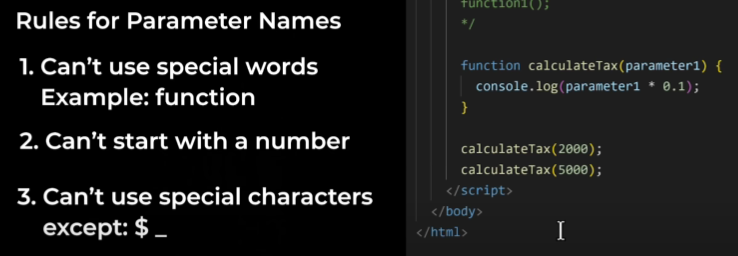 Rules for Parameter Names
1. Can't use special words
Example: function
2. Can't start with a number
3. Can't use special characters
except: $ _
function1();
*/
function calculateTax(parameter1) {
console.log(parameter1 * 0.1);
}
calculateTax(2000);
calculateTax(5000);
</script>
</body>
</html>